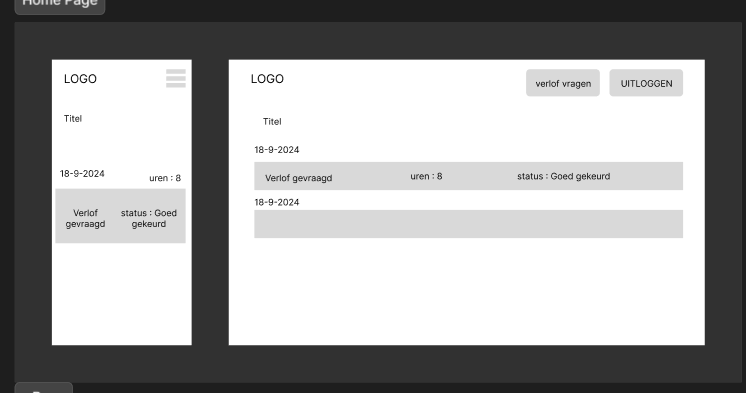 Home Page
LOGO
Titel
18-9-2024
uren : 8
Verlof
gevraagd
status : Goed
gekeurd
LOGO
verlof vragen
UITLOGGEN
Titel
18-9-2024
Verlof gevraagd
uren : 8
status : Goed gekeurd
18-9-2024